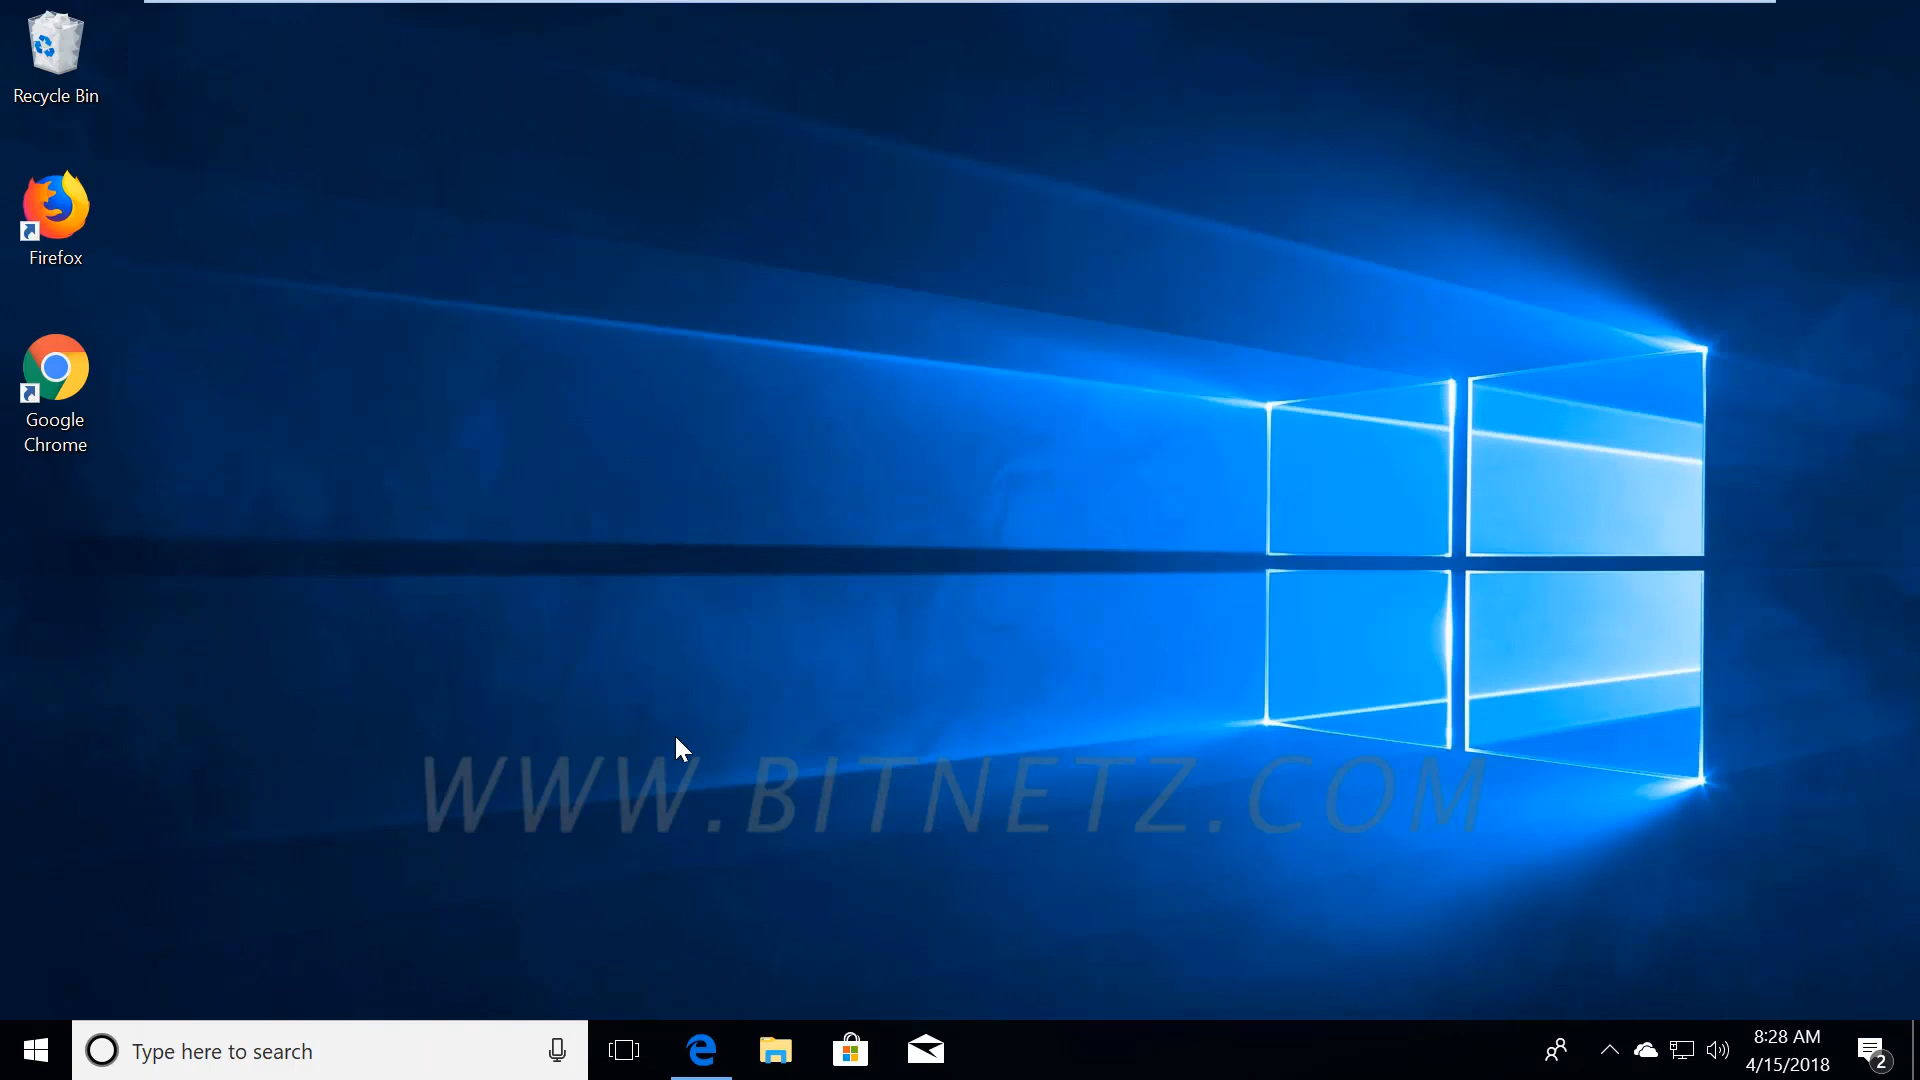 Recycle Bin
Firefox
Google
Chrome
WWW.BITNETZ.COM
Type here to search
8:28 AM
4/15/2018
2